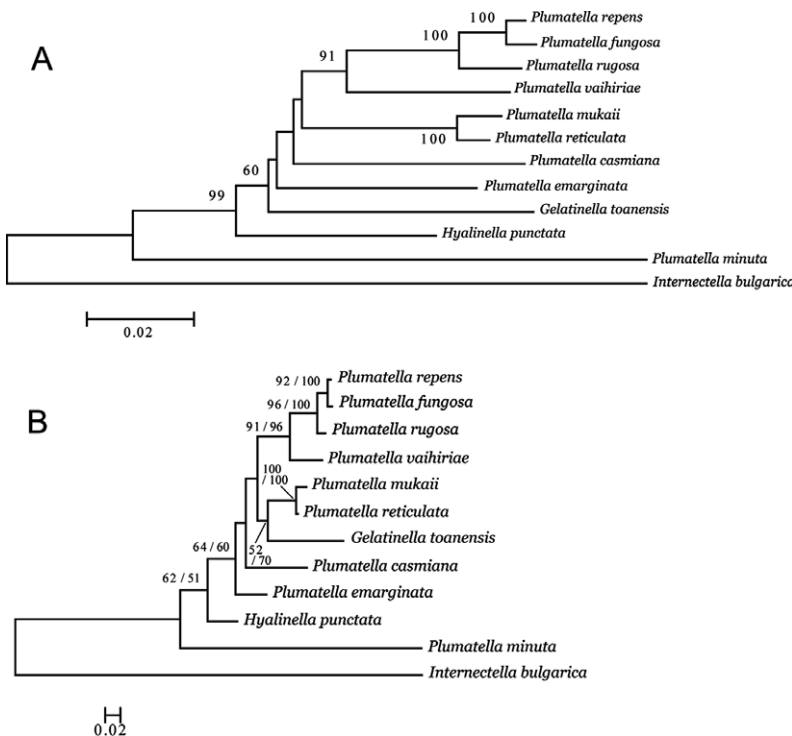 A
100
Plumatella repens
100
Plumatella fungosa
91
Plumatella rugosa
Plumatella vaihiriae
Plumatella mukaii
100
Plumatella reticulata
60
Plumatella casmiana
99
Plumatella emarginata
Gelatinella toanensis
Hyalinella punctata
Plumatella minuta
Internectella bulgarica
0.02
B
92 / 100
Plumatella repens
96 / 100
Plumatella fungosa
91 / 96
Plumatella rugosa
Plumatella vaihiriae
100
/ 100
Plumatella mukaii
Plumatella reticulata
Gelatinella toanensis
64 / 60
52
/ 70
Plumatella casmiana
62 / 51
Plumatella emarginata
Hyalinella punctata
Plumatella minuta
Internectella bulgarica
0.02